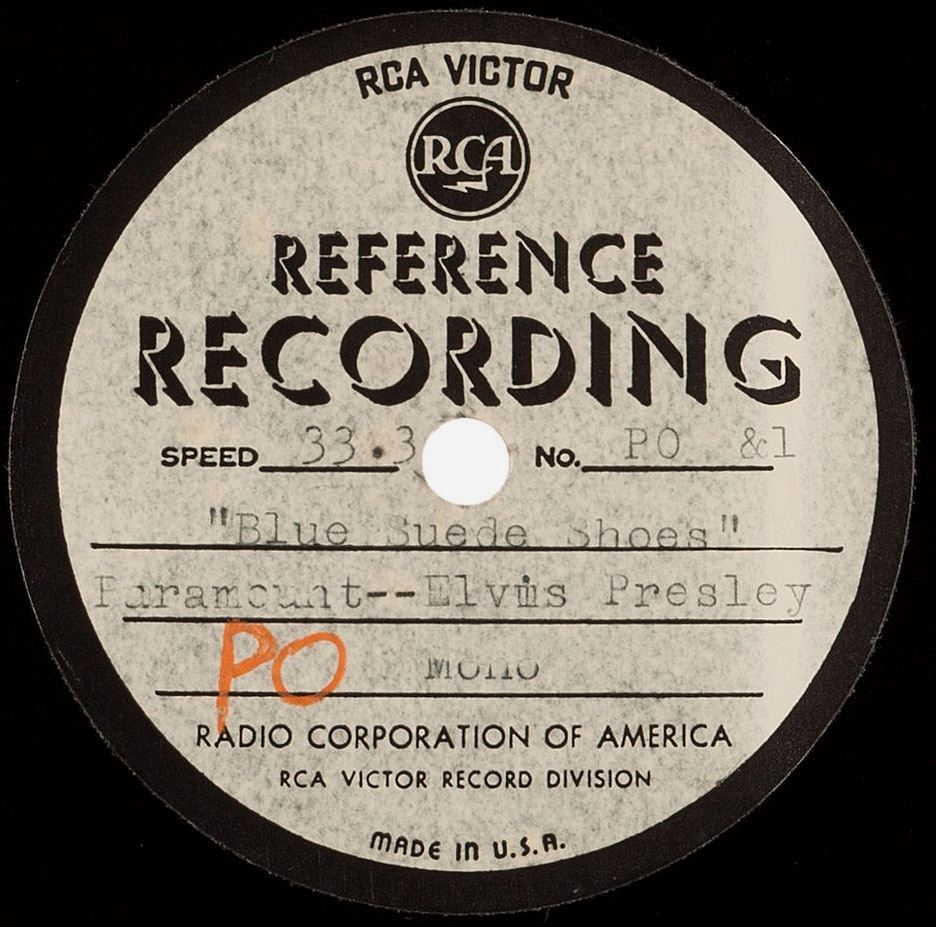 RCA VICTOR
RCA
REFERENCE
RECORDING
SPEED 33.3 No. PO &1
"Blue Suede Shoes"
Paramount--Elvis Presley
PO Mono
RADIO CORPORATION OF AMERICA
RCA VICTOR RECORD DIVISION
MADE IN U.S.A.